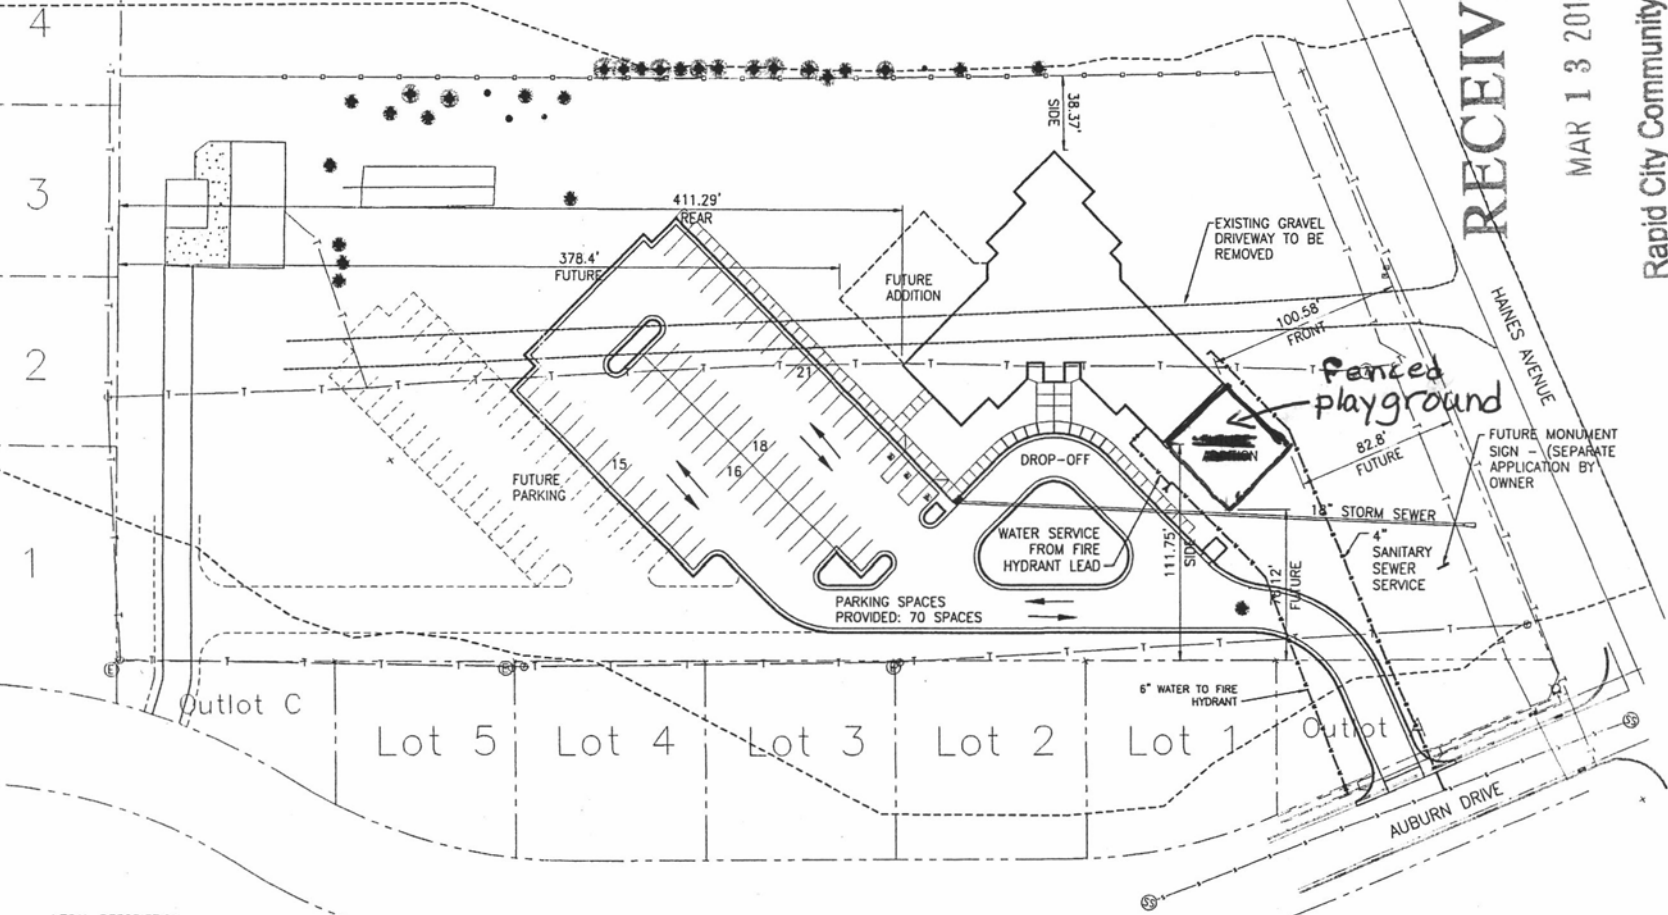 4
3
2
1
RECEIV
MAR 13 201
Rapid City Community
38.37'
SIDE
411.29'
REAR
378.4'
FUTURE
FUTURE
ADDITION
EXISTING GRAVEL
DRIVEWAY TO BE
REMOVED
HAINES AVENUE
100.58'
FRONT
Fenced
playground
82.8'
FUTURE
FUTURE MONUMENT
SIGN - (SEPARATE
APPLICATION BY
OWNER
21
18
16
15
FUTURE
PARKING
DROP-OFF
WATER SERVICE
FROM FIRE
HYDRANT LEAD
111.75'
SIDE
FUTURE
18" STORM SEWER
4"
SANITARY
SEWER
SERVICE
PARKING SPACES
PROVIDED: 70 SPACES
6" WATER TO FIRE
HYDRANT
Outlot C
Lot 5
Lot 4
Lot 3
Lot 2
Lot 1
Outlot
AUBURN DRIVE
SS
SS